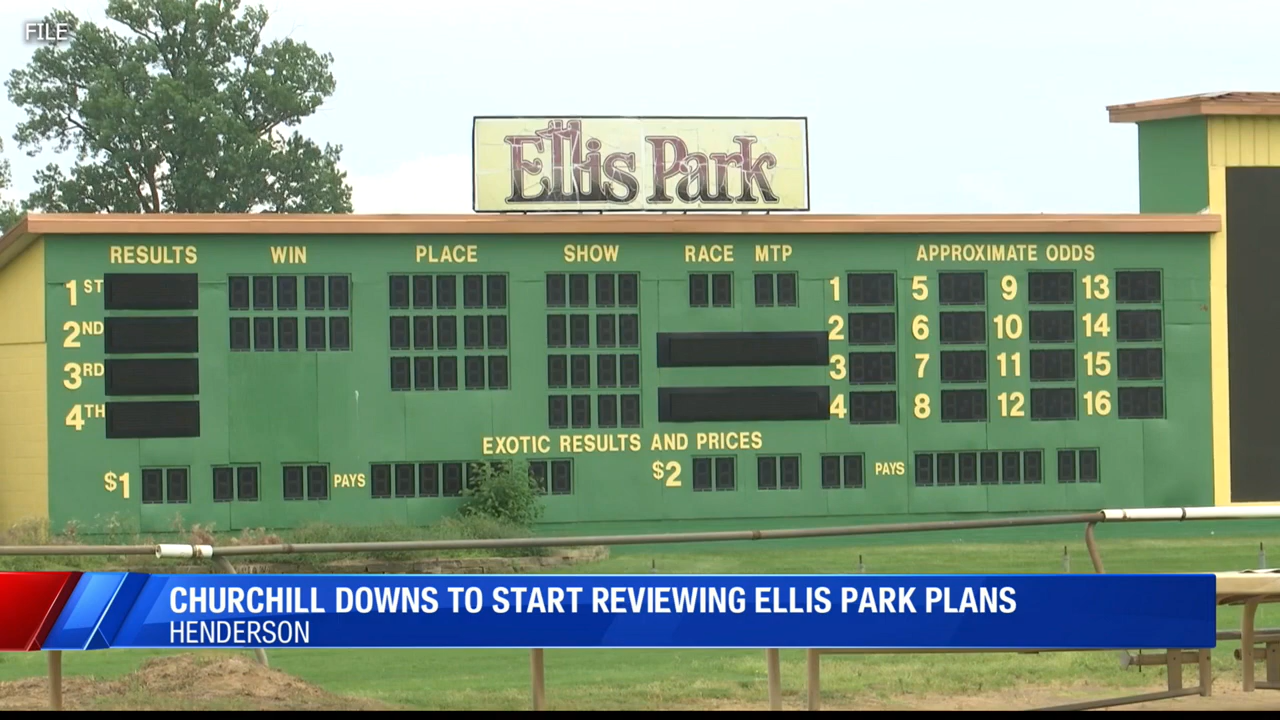 FILE
Ellis Park
RESULTS WIN PLACE SHOW RACE MTP APPROXIMATE ODDS
1ST 1 5 9 13
2ND 2 6 10 14
3RD 3 7 11 15
4TH 4 8 12 16
EXOTIC RESULTS AND PRICES
$1 PAYS $2 PAYS
CHURCHILL DOWNS TO START REVIEWING ELLIS PARK PLANS
HENDERSON